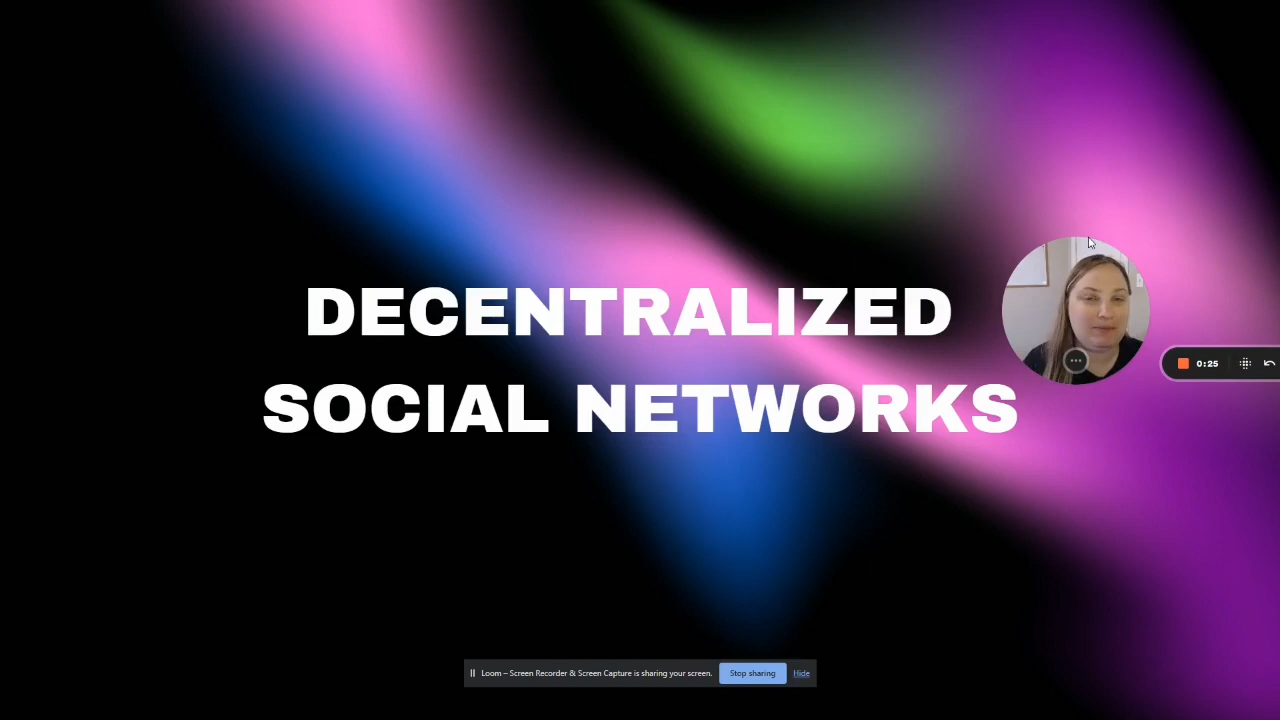 DECENTRALIZED
SOCIAL NETWORKS
0:25
Loom – Screen Recorder & Screen Capture is sharing your screen. Stop sharing Hide